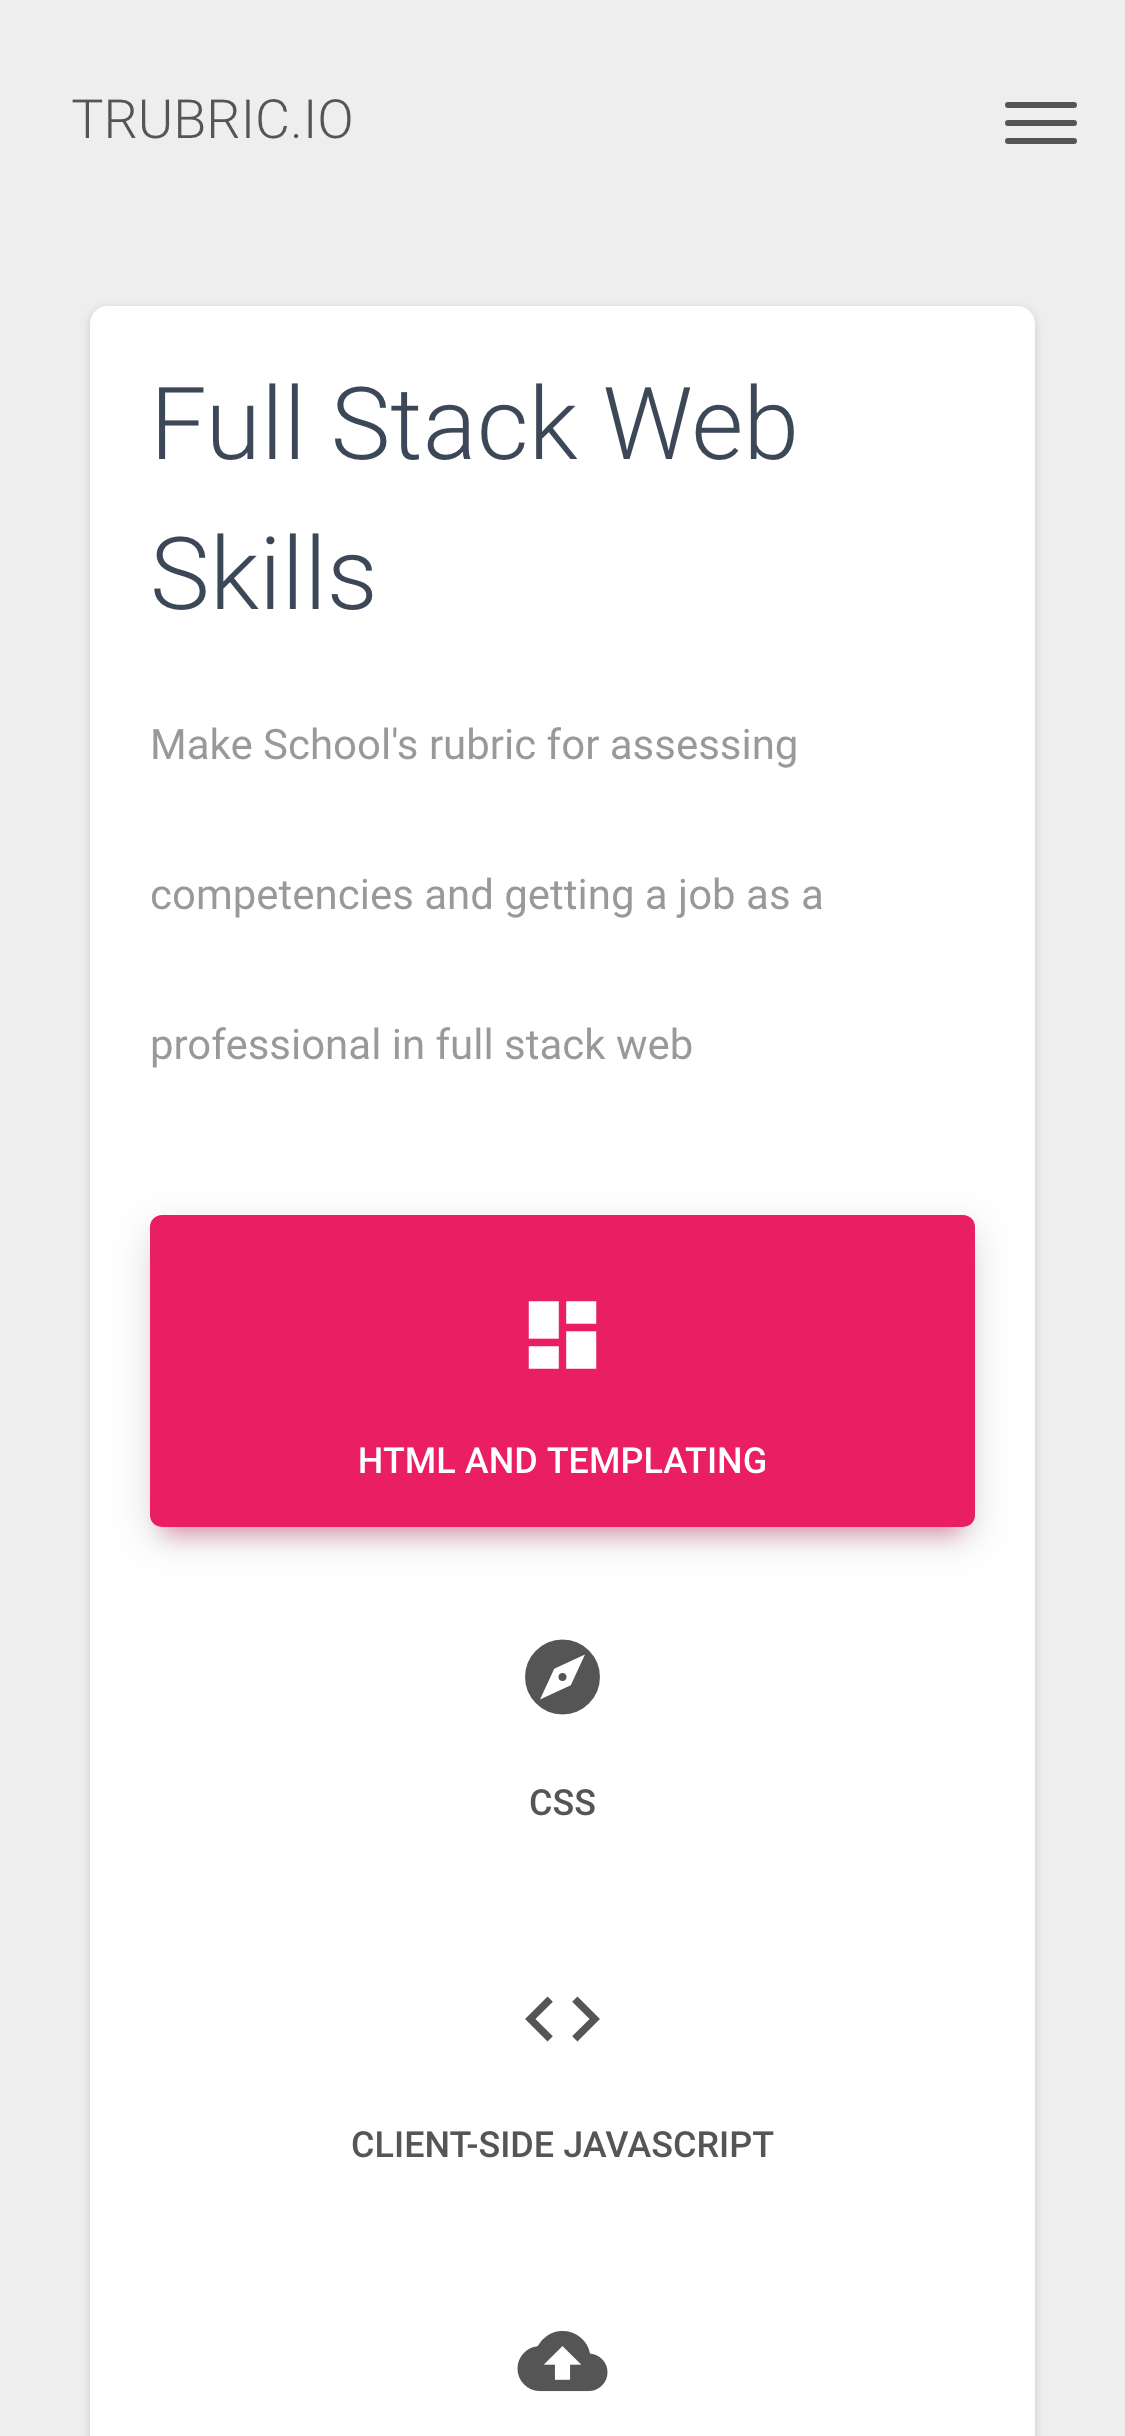 TRUBRIC.IO
Full Stack Web
Skills
Make School's rubric for assessing
competencies and getting a job as a
professional in full stack web
HTML AND TEMPLATING
CSS
CLIENT-SIDE JAVASCRIPT